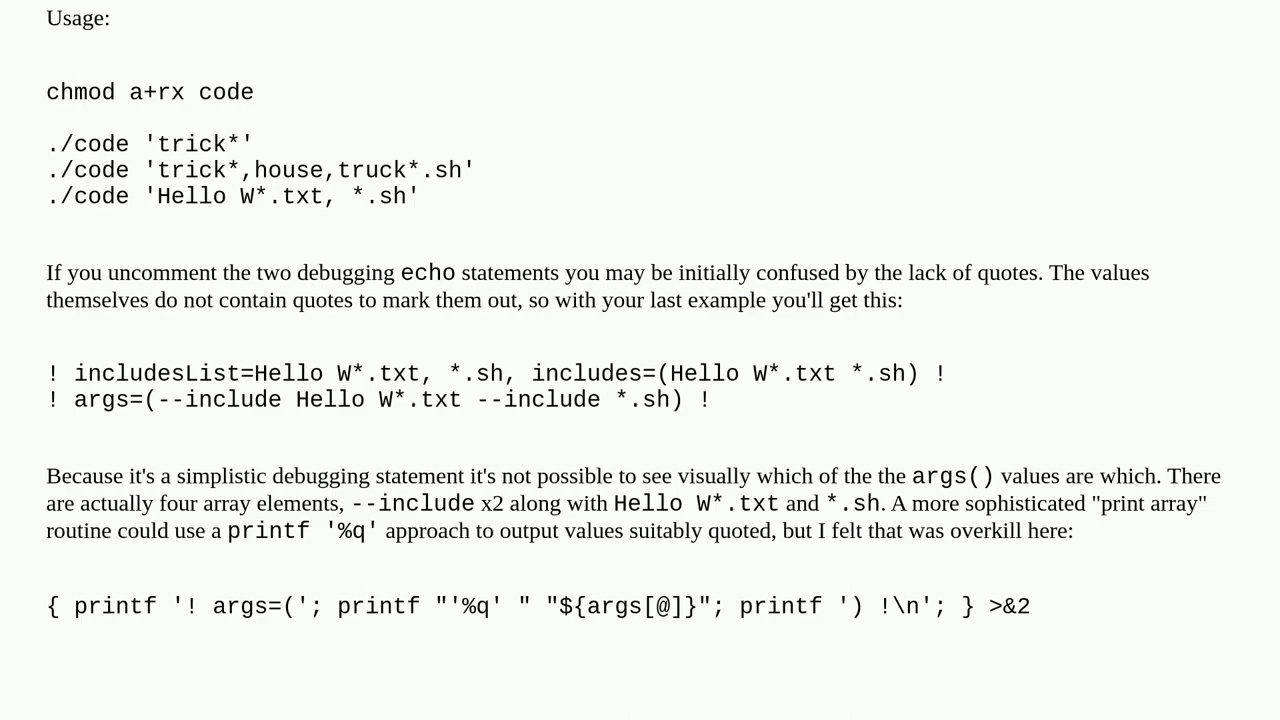 Usage:
chmod a+rx code
./code 'trick*'
./code 'trick*,house,truck*.sh'
./code 'Hello W*.txt, *.sh'
If you uncomment the two debugging echo statements you may be initially confused by the lack of quotes. The values
themselves do not contain quotes to mark them out, so with your last example you'll get this:
! includesList=Hello W*.txt, *.sh, includes=(Hello W*.txt *.sh) !
! args=(--include Hello W*.txt --include *.sh) !
Because it's a simplistic debugging statement it's not possible to see visually which of the the args() values are which. There
are actually four array elements, --include x2 along with Hello W*.txt and *.sh. A more sophisticated "print array"
routine could use a printf '%q' approach to output values suitably quoted, but I felt that was overkill here:
{ printf '! args=('; printf "'%q' " "${args[@]}"; printf ') !\n'; } >&2